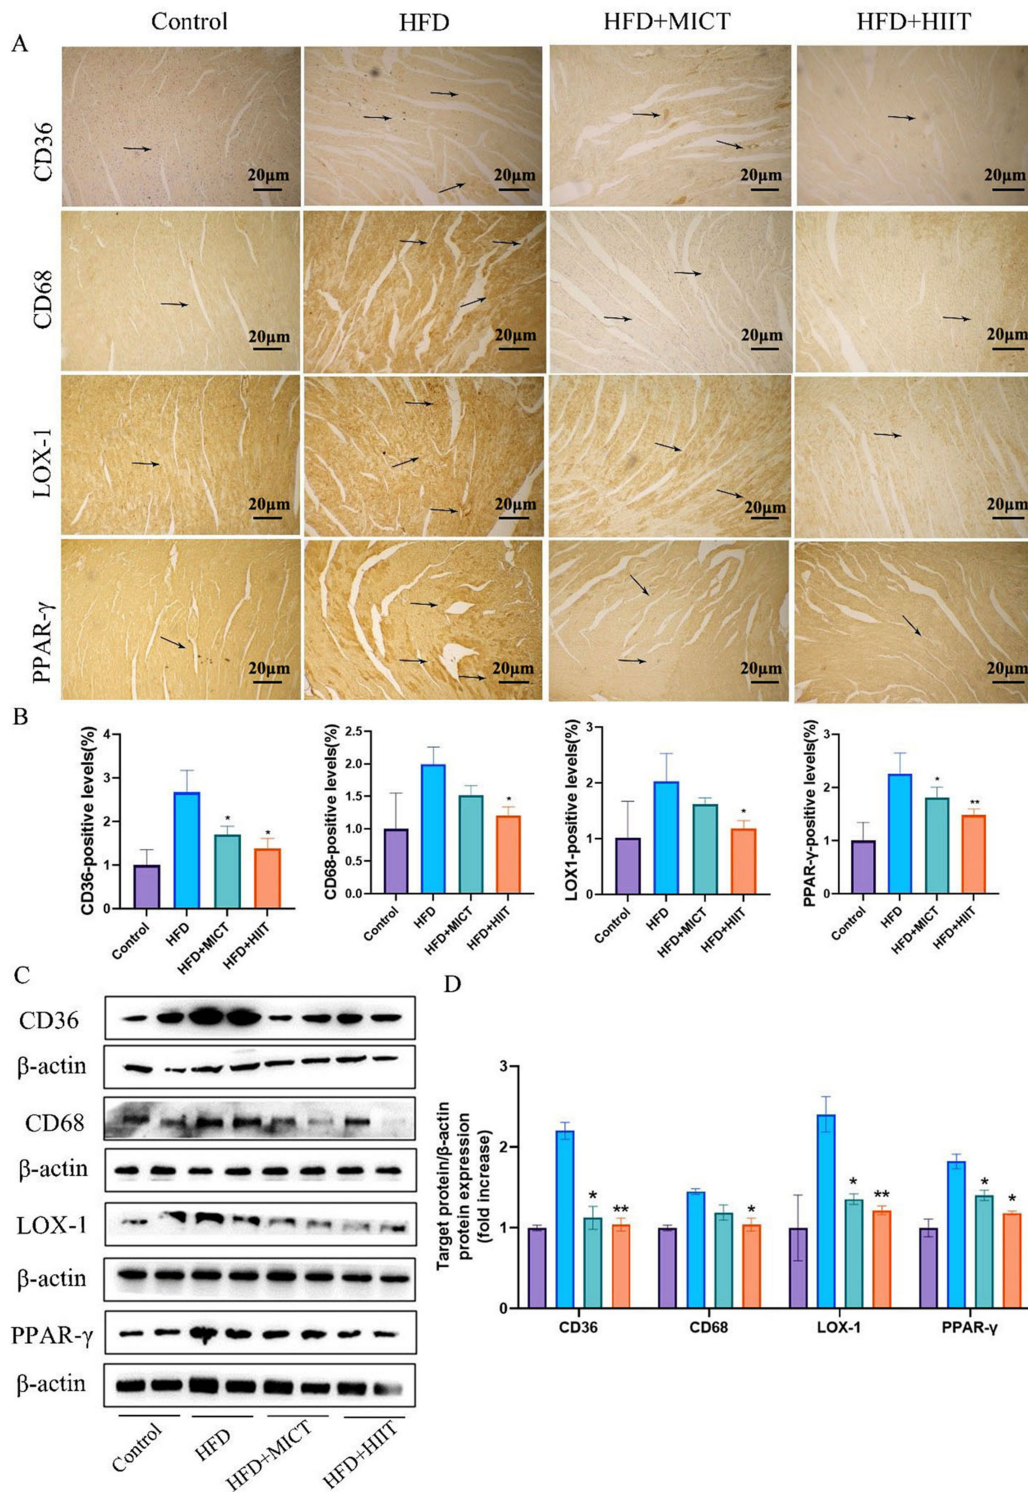 Control HFD HFD+MICT HFD+HIIT
A
CD36
20μm 20μm 20μm 20μm
CD68
20μm 20μm 20μm 20μm
LOX-1
20μm 20μm 20μm 20μm
PPAR-γ
20μm 20μm 20μm 20μm
B
CD36-positive levels(%)
4
3
2
1
0
* *
Control HFD HFD+MICT HFD+HIIT
CD68-positive levels(%)
2.5
2.0
1.5
1.0
0.5
0.0
*
Control HFD HFD+MICT HFD+HIIT
LOX1-positive levels(%)
3
2
1
0
*
Control HFD HFD+MICT HFD+HIIT
PPAR-γ-positive levels(%)
3
2
1
0
* **
Control HFD HFD+MICT HFD+HIIT
C
CD36
β-actin
CD68
β-actin
LOX-1
β-actin
PPAR-γ
β-actin
Control HFD HFD+MICT HFD+HIIT
D
Target protein/β-actin
protein expression
(fold increase)
3
2
1
0
* ** * * ** * *
CD36 CD68 LOX-1 PPAR-γ